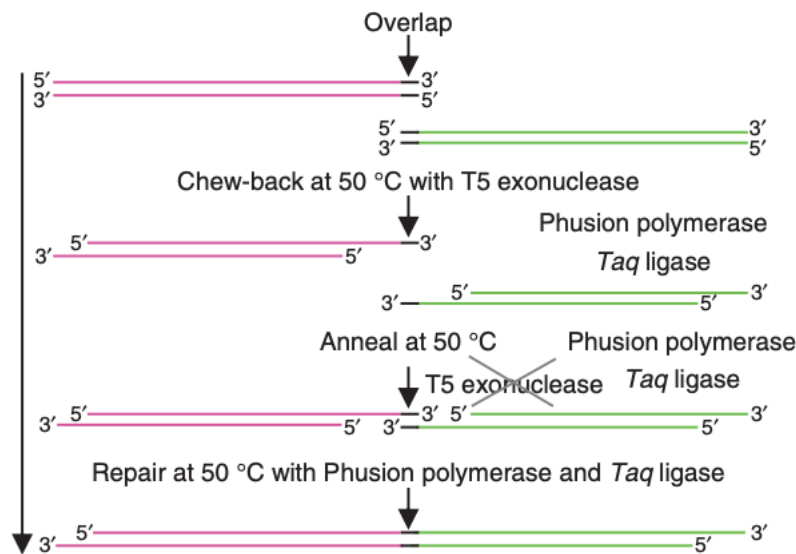 Overlap
5′ 3′
3′ 5′
5′ 3′
3′ 5′
Chew-back at 50 °C with T5 exonuclease
Phusion polymerase
5′ 3′
3′ 5′
Taq ligase
5′ 3′
3′ 5′
Anneal at 50 °C Phusion polymerase
T5 exonuclease Taq ligase
5′ 3′ 5′ 3′
3′ 5′ 3′ 5′
Repair at 50 °C with Phusion polymerase and Taq ligase
5′ 3′
3′ 5′